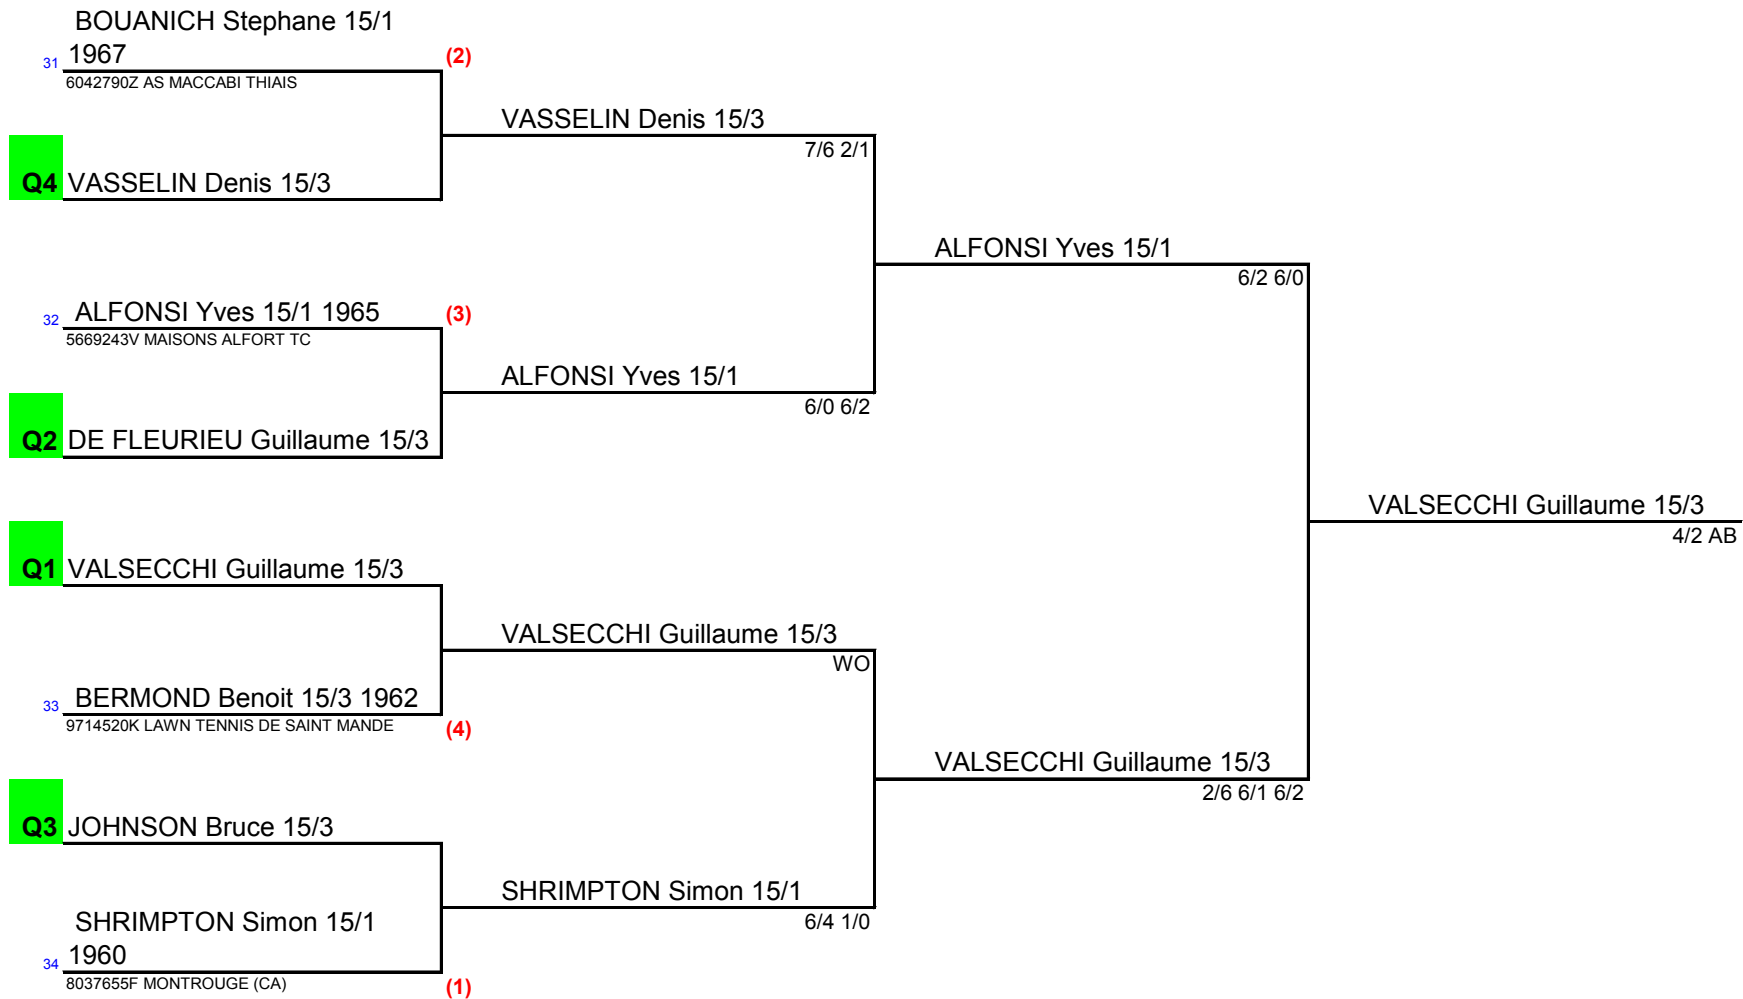 BOUANICH Stephane 15/1
31 1967 (2)
6042790Z AS MACCABI THIAIS
VASSELIN Denis 15/3
7/6 2/1
Q4 VASSELIN Denis 15/3
ALFONSI Yves 15/1
6/2 6/0
32 ALFONSI Yves 15/1 1965 (3)
5669243V MAISONS ALFORT TC
ALFONSI Yves 15/1
6/0 6/2
Q2 DE FLEURIEU Guillaume 15/3
VALSECCHI Guillaume 15/3
4/2 AB
Q1 VALSECCHI Guillaume 15/3
VALSECCHI Guillaume 15/3
WO
33 BERMOND Benoit 15/3 1962
9714520K LAWN TENNIS DE SAINT MANDE (4)
VALSECCHI Guillaume 15/3
2/6 6/1 6/2
Q3 JOHNSON Bruce 15/3
SHRIMPTON Simon 15/1
6/4 1/0
SHRIMPTON Simon 15/1
34 1960
8037655F MONTROUGE (CA) (1)